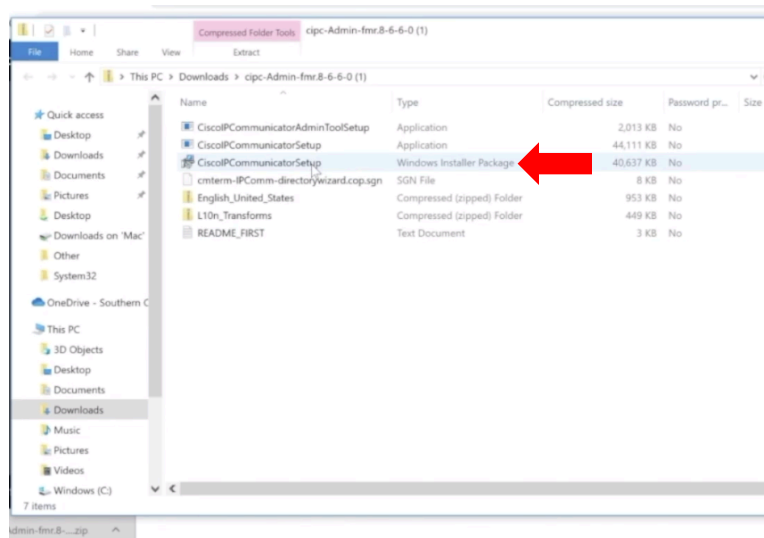 Compressed Folder Tools cipc-Admin-fmr.8-6-6-0 (1)
File Home Share View Extract
> This PC > Downloads > cipc-Admin-fmr.8-6-6-0 (1)
Name Type Compressed size Password pr... Size
Quick access
Desktop
Downloads
Documents
Pictures
Desktop
Downloads on 'Mac'
Other
System32
OneDrive - Southern C
This PC
3D Objects
Desktop
Documents
Downloads
Music
Pictures
Videos
Windows (C:)
CiscoIPCommunicatorAdminToolSetup Application 2,013 KB No
CiscoIPCommunicatorSetup Application 44,111 KB No
CiscoIPCommunicatorSetup Windows Installer Package 40,637 KB No
cmterm-IPComm-directorywizard.cop.sgn SGN File 8 KB No
English_United_States Compressed (zipped) Folder 953 KB No
L10n_Transforms Compressed (zipped) Folder 449 KB No
README_FIRST Text Document 3 KB No
7 items
Admin-fmr.8-....zip